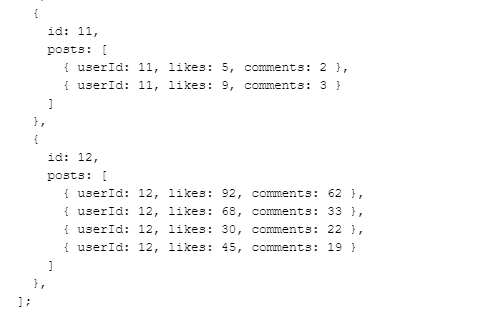 {
id: 11,
posts: [
{ userId: 11, likes: 5, comments: 2 },
{ userId: 11, likes: 9, comments: 3 }
]
},
{
id: 12,
posts: [
{ userId: 12, likes: 92, comments: 62 },
{ userId: 12, likes: 68, comments: 33 },
{ userId: 12, likes: 30, comments: 22 },
{ userId: 12, likes: 45, comments: 19 }
]
},
];